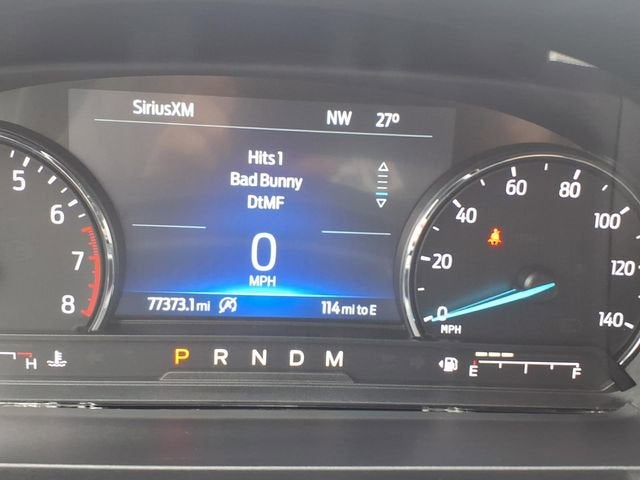 SiriusXM
NW 27°
Hits 1
Bad Bunny
DtMF
0
MPH
77373.1 mi 114 mi to E
5
6
7
8
0
20
40
60
80
100
120
140
MPH
H
P R N D M
E F